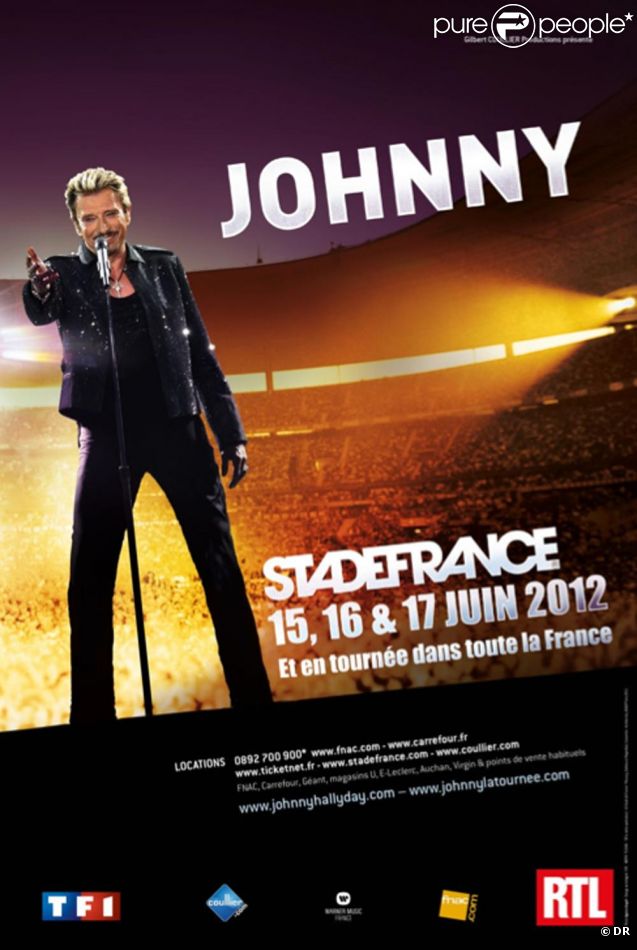 pure people*
Gilbert COULLIER Productions présente
JOHNNY
STADEFRANCE
15, 16 & 17 JUIN 2012
Et en tournée dans toute la France
LOCATIONS 0892 700 900* www.fnac.com - www.carrefour.fr
www.ticketnet.fr - www.stadefrance.com - www.coullier.com
FNAC, Carrefour, Géant, magasins U, E-Leclerc, Auchan, Virgin & points de vente habituels
www.johnnyhallyday.com – www.johnnylatournee.com
TF1
coullier.com
WARNER MUSIC
FRANCE
fnac.com
RTL
© DR